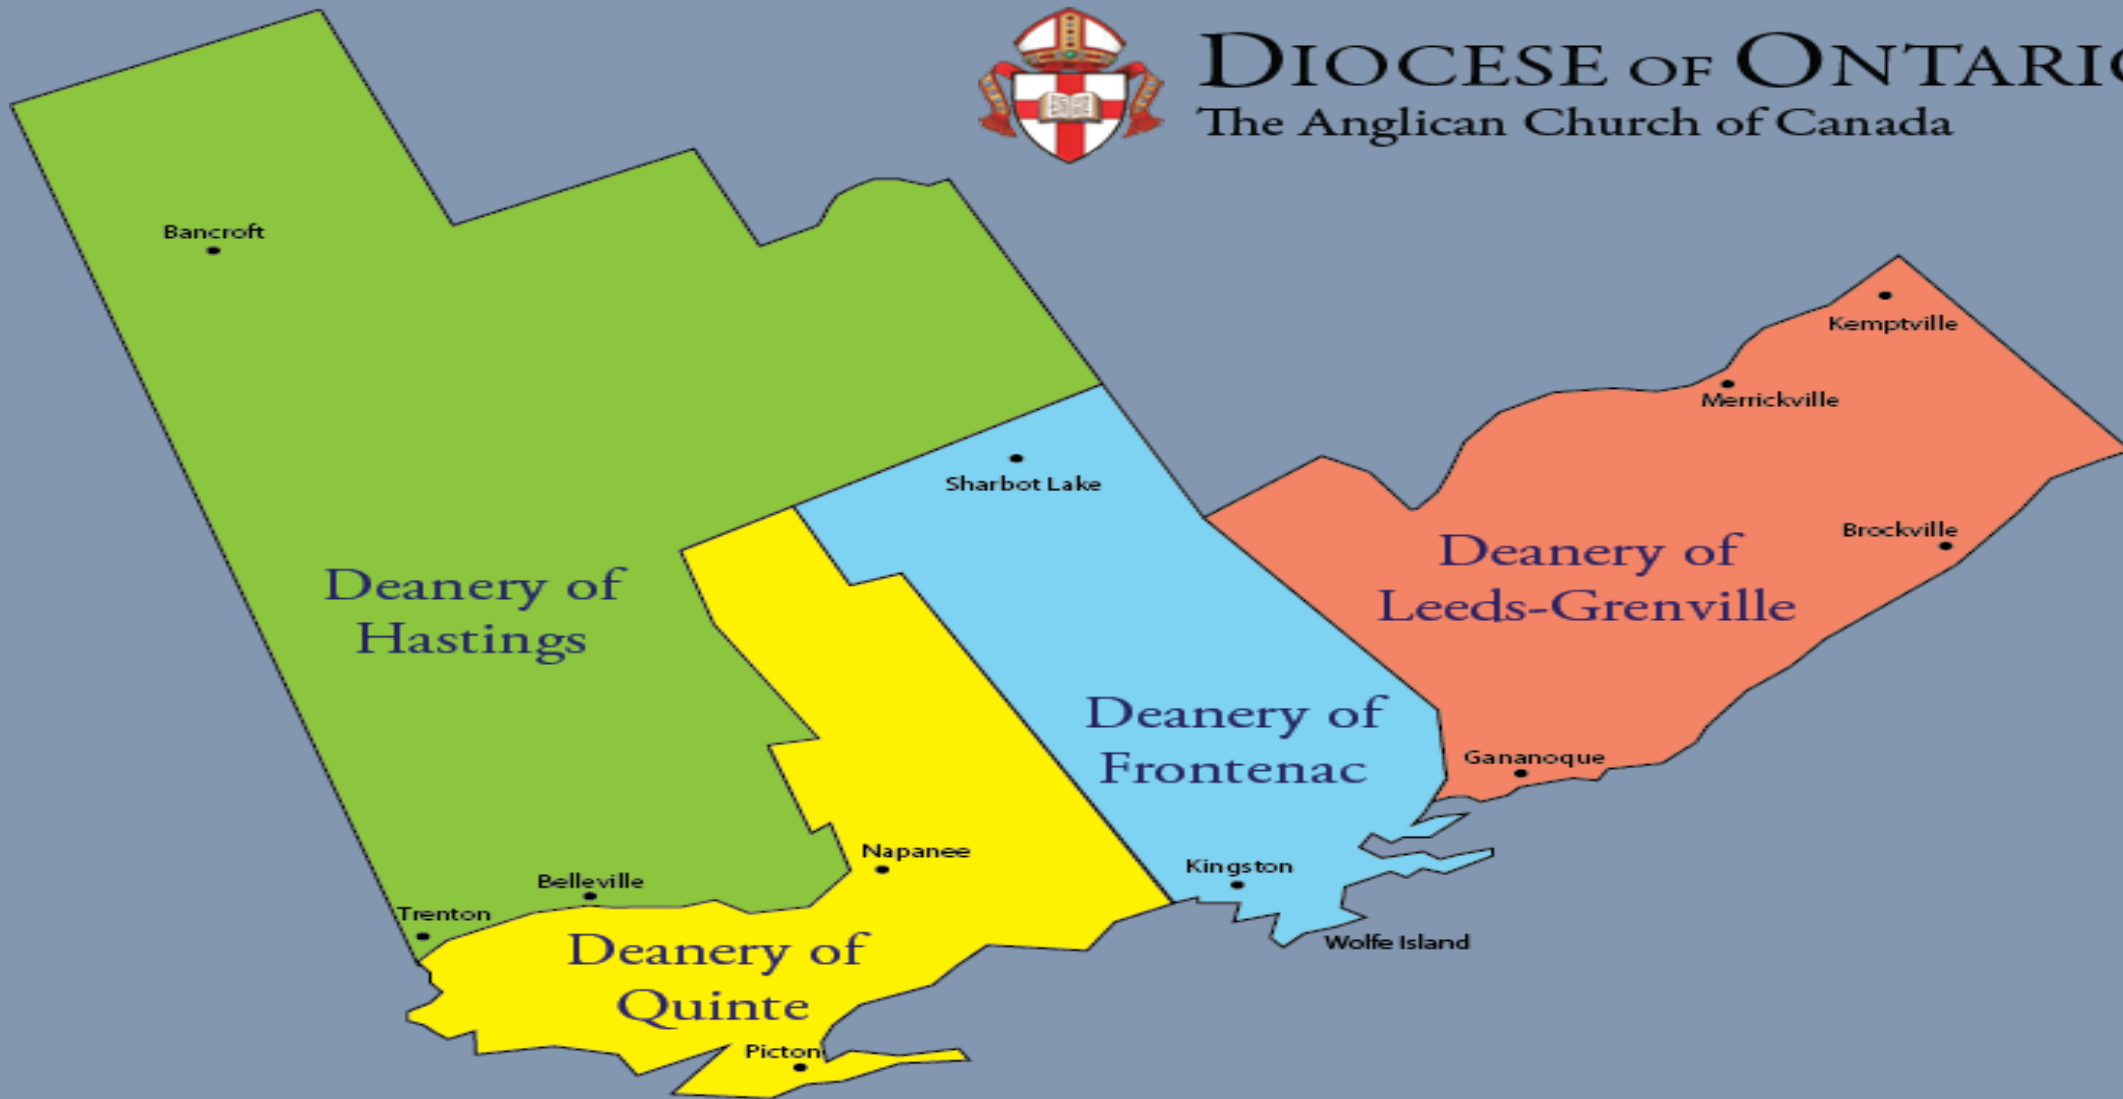 DIOCESE OF ONTARIO
The Anglican Church of Canada
Bancroft
Kemptville
Merrickville
Sharbot Lake
Brockville
Deanery of
Leeds-Grenville
Deanery of
Hastings
Deanery of
Frontenac
Gananoque
Napanee
Kingston
Belleville
Trenton
Wolfe Island
Deanery of
Quinte
Picton